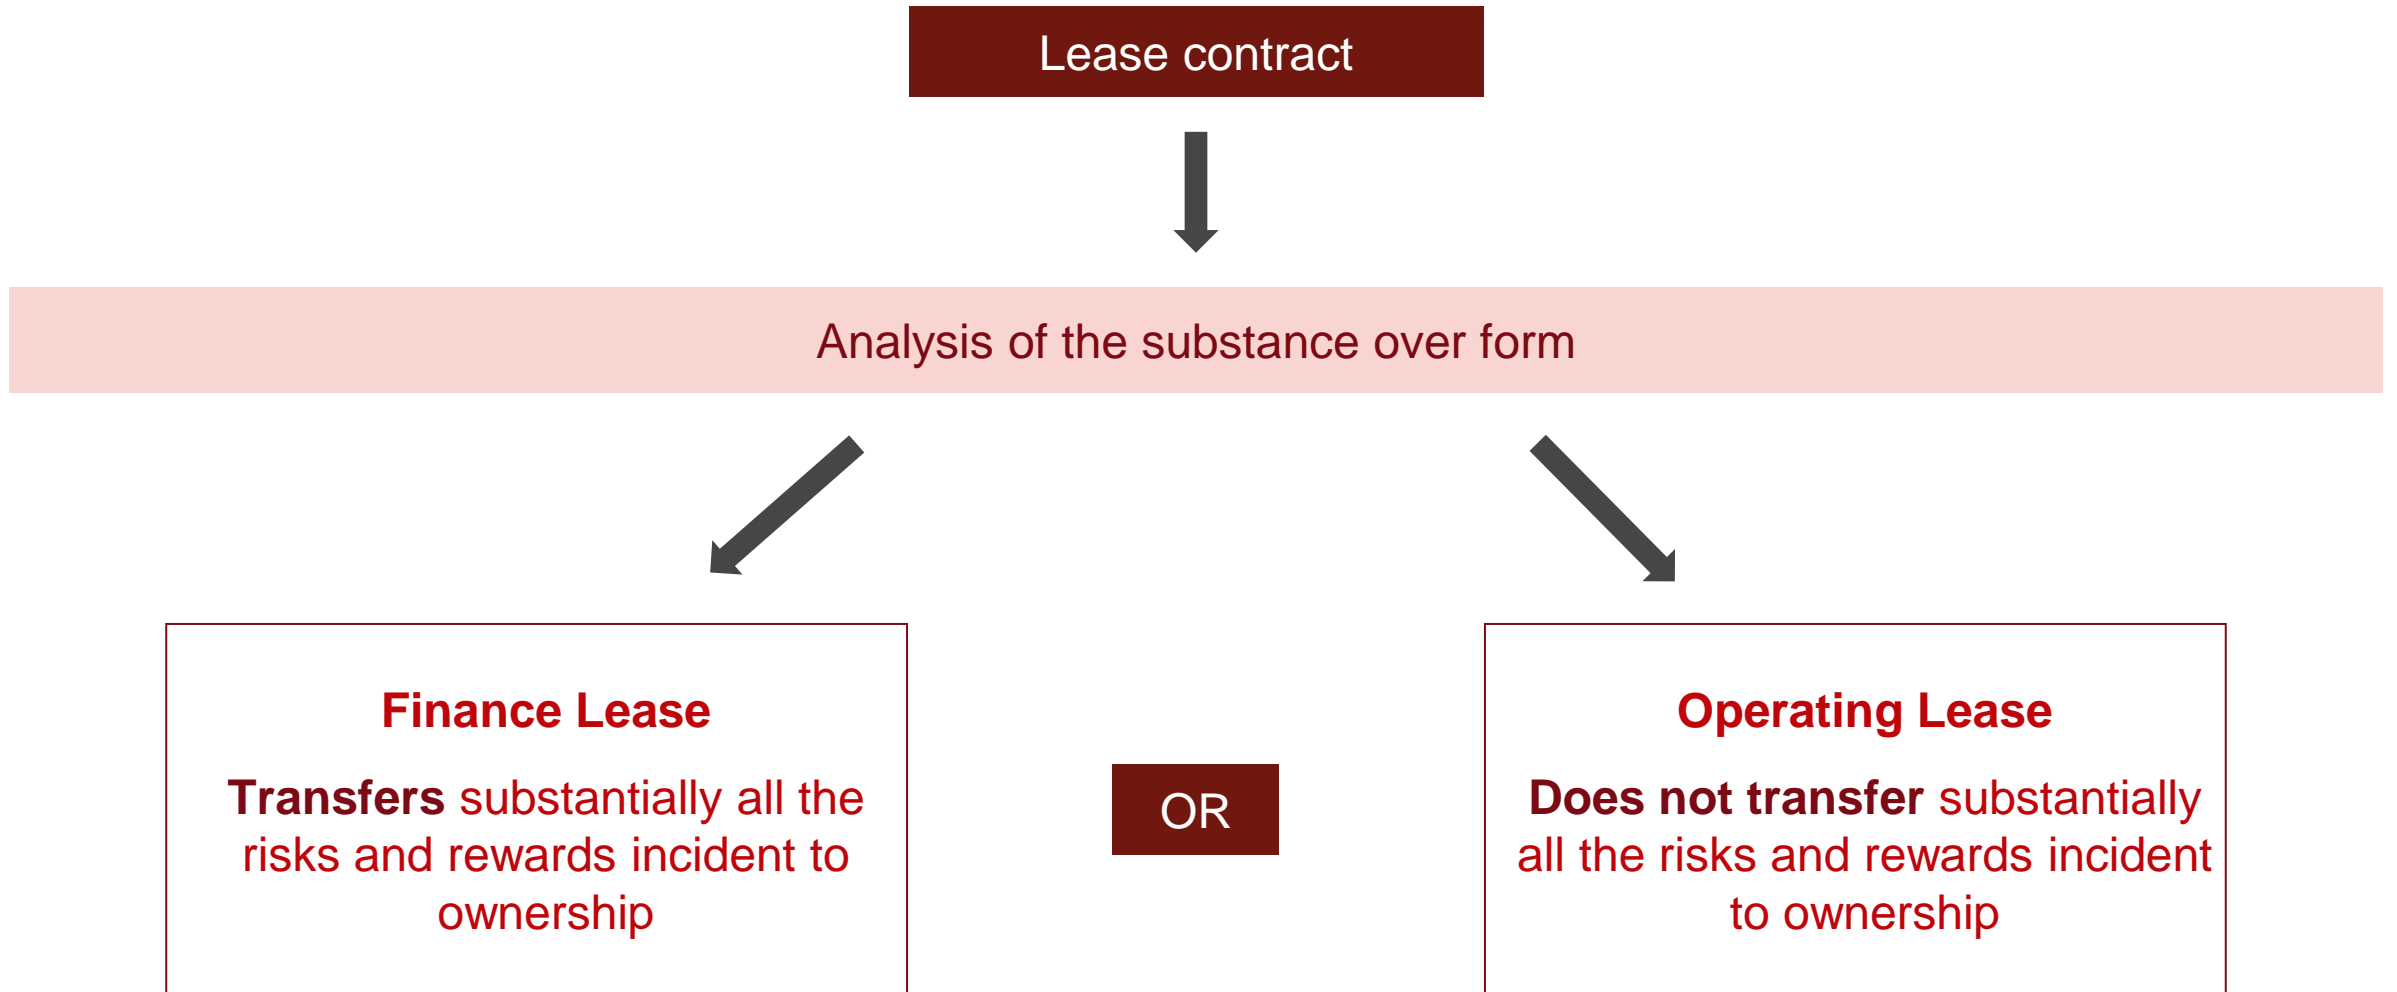 Lease contract
Analysis of the substance over form
Finance Lease
Transfers substantially all the
risks and rewards incident to
ownership
OR
Operating Lease
Does not transfer substantially
all the risks and rewards incident
to ownership